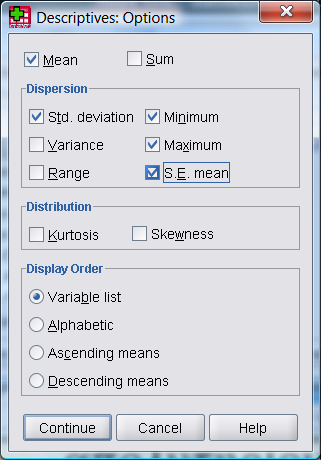 Descriptives: Options
Mean Sum
Dispersion
Std. deviation Minimum
Variance Maximum
Range S.E. mean
Distribution
Kurtosis Skewness
Display Order
Variable list
Alphabetic
Ascending means
Descending means
Continue Cancel Help